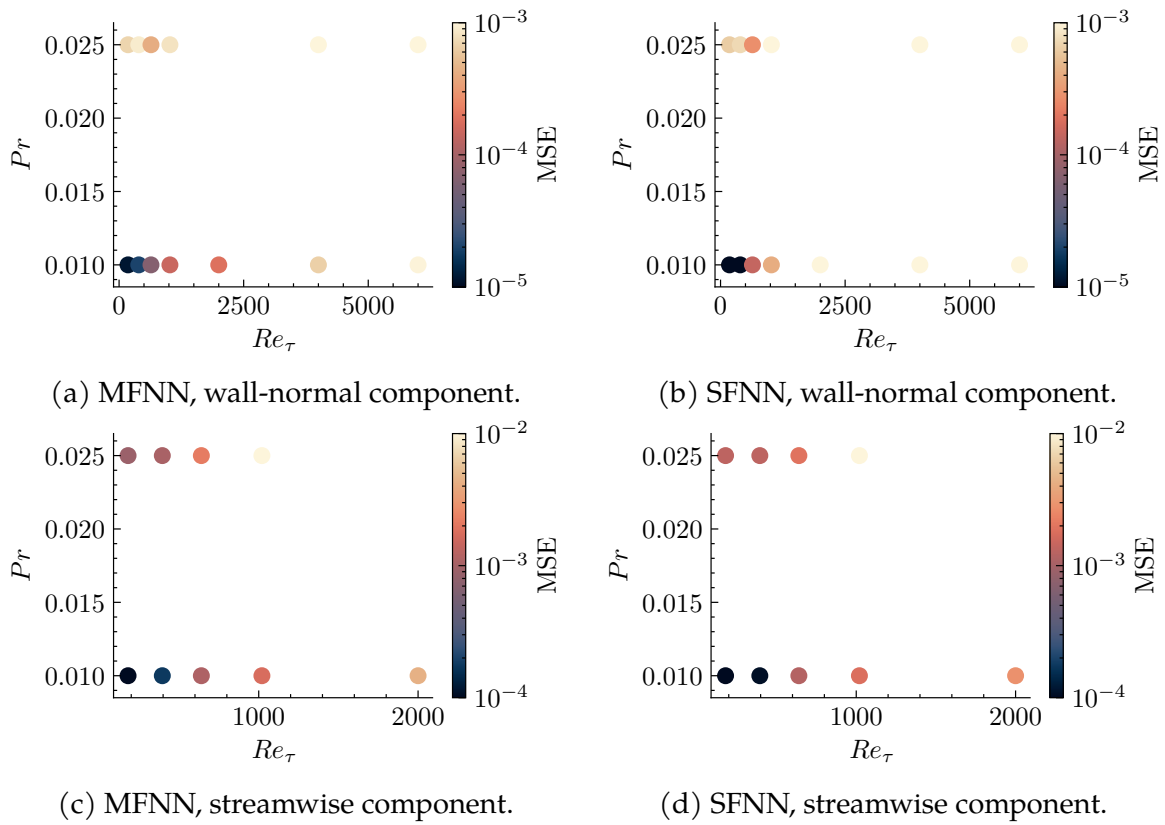 0.025
0.020
0.015
0.010
Pr
0
2500
5000
Re_τ
10⁻³
10⁻⁴
10⁻⁵
MSE
(a) MFNN, wall-normal component.
0.025
0.020
0.015
0.010
Pr
0
2500
5000
Re_τ
10⁻³
10⁻⁴
10⁻⁵
MSE
(b) SFNN, wall-normal component.
0.025
0.020
0.015
0.010
Pr
1000
2000
Re_τ
10⁻²
10⁻³
10⁻⁴
MSE
(c) MFNN, streamwise component.
0.025
0.020
0.015
0.010
Pr
1000
2000
Re_τ
10⁻²
10⁻³
10⁻⁴
MSE
(d) SFNN, streamwise component.